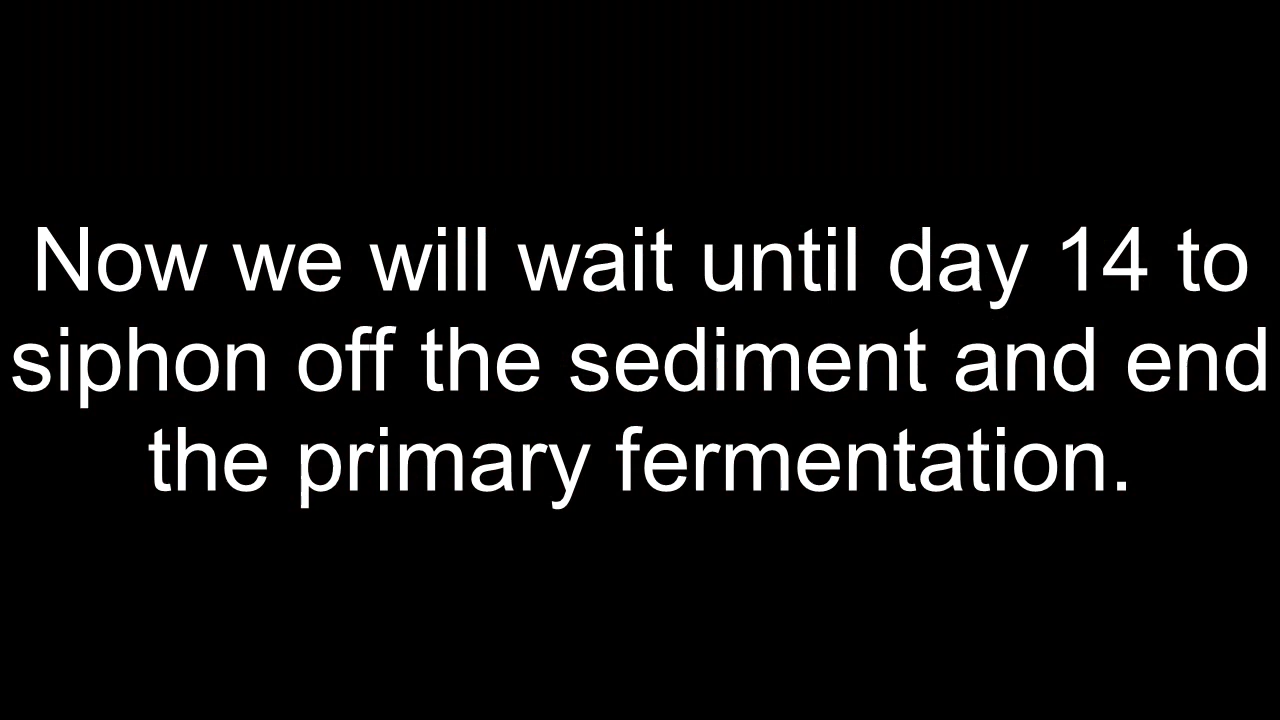 Now we will wait until day 14 to
siphon off the sediment and end
the primary fermentation.